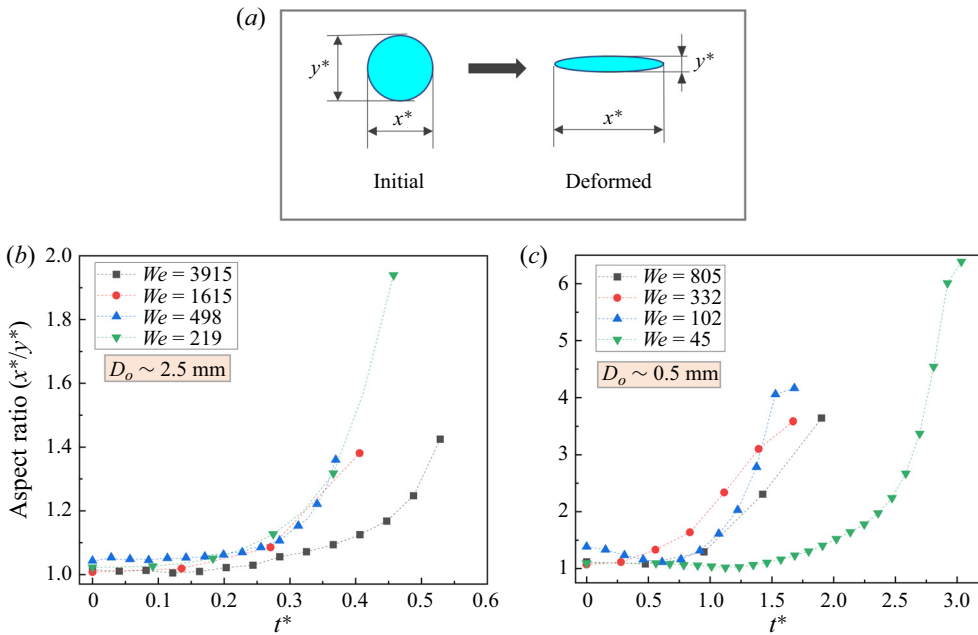 (a)
y*
x*
Initial
y*
x*
Deformed
(b)
2.0
1.8
1.6
1.4
1.2
1.0
Aspect ratio (x*/y*)
We = 3915
We = 1615
We = 498
We = 219
D_o ~ 2.5 mm
0
0.1
0.2
0.3
0.4
0.5
0.6
t*
(c)
6
5
4
3
2
1
We = 805
We = 332
We = 102
We = 45
D_o ~ 0.5 mm
0
0.5
1.0
1.5
2.0
2.5
3.0
t*